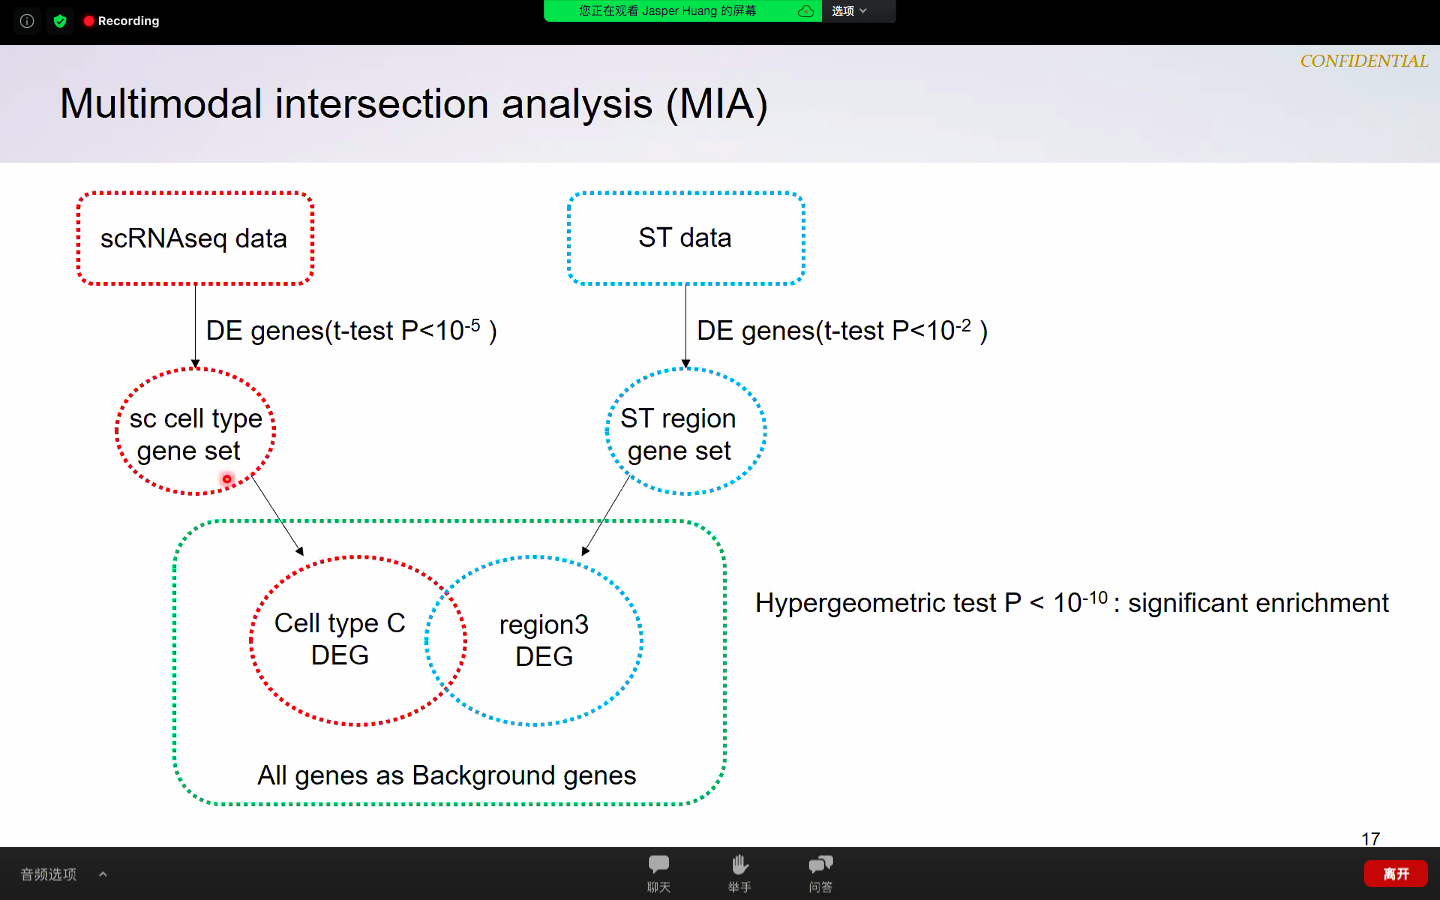 Recording
您正在观看 Jasper Huang 的屏幕
选项
CONFIDENTIAL
Multimodal intersection analysis (MIA)
scRNAseq data
ST data
DE genes(t-test P<10-5 )
DE genes(t-test P<10-2 )
sc cell type
gene set
ST region
gene set
Cell type C
DEG
region3
DEG
Hypergeometric test P < 10-10 : significant enrichment
All genes as Background genes
17
音频选项
聊天
举手
问答
离开